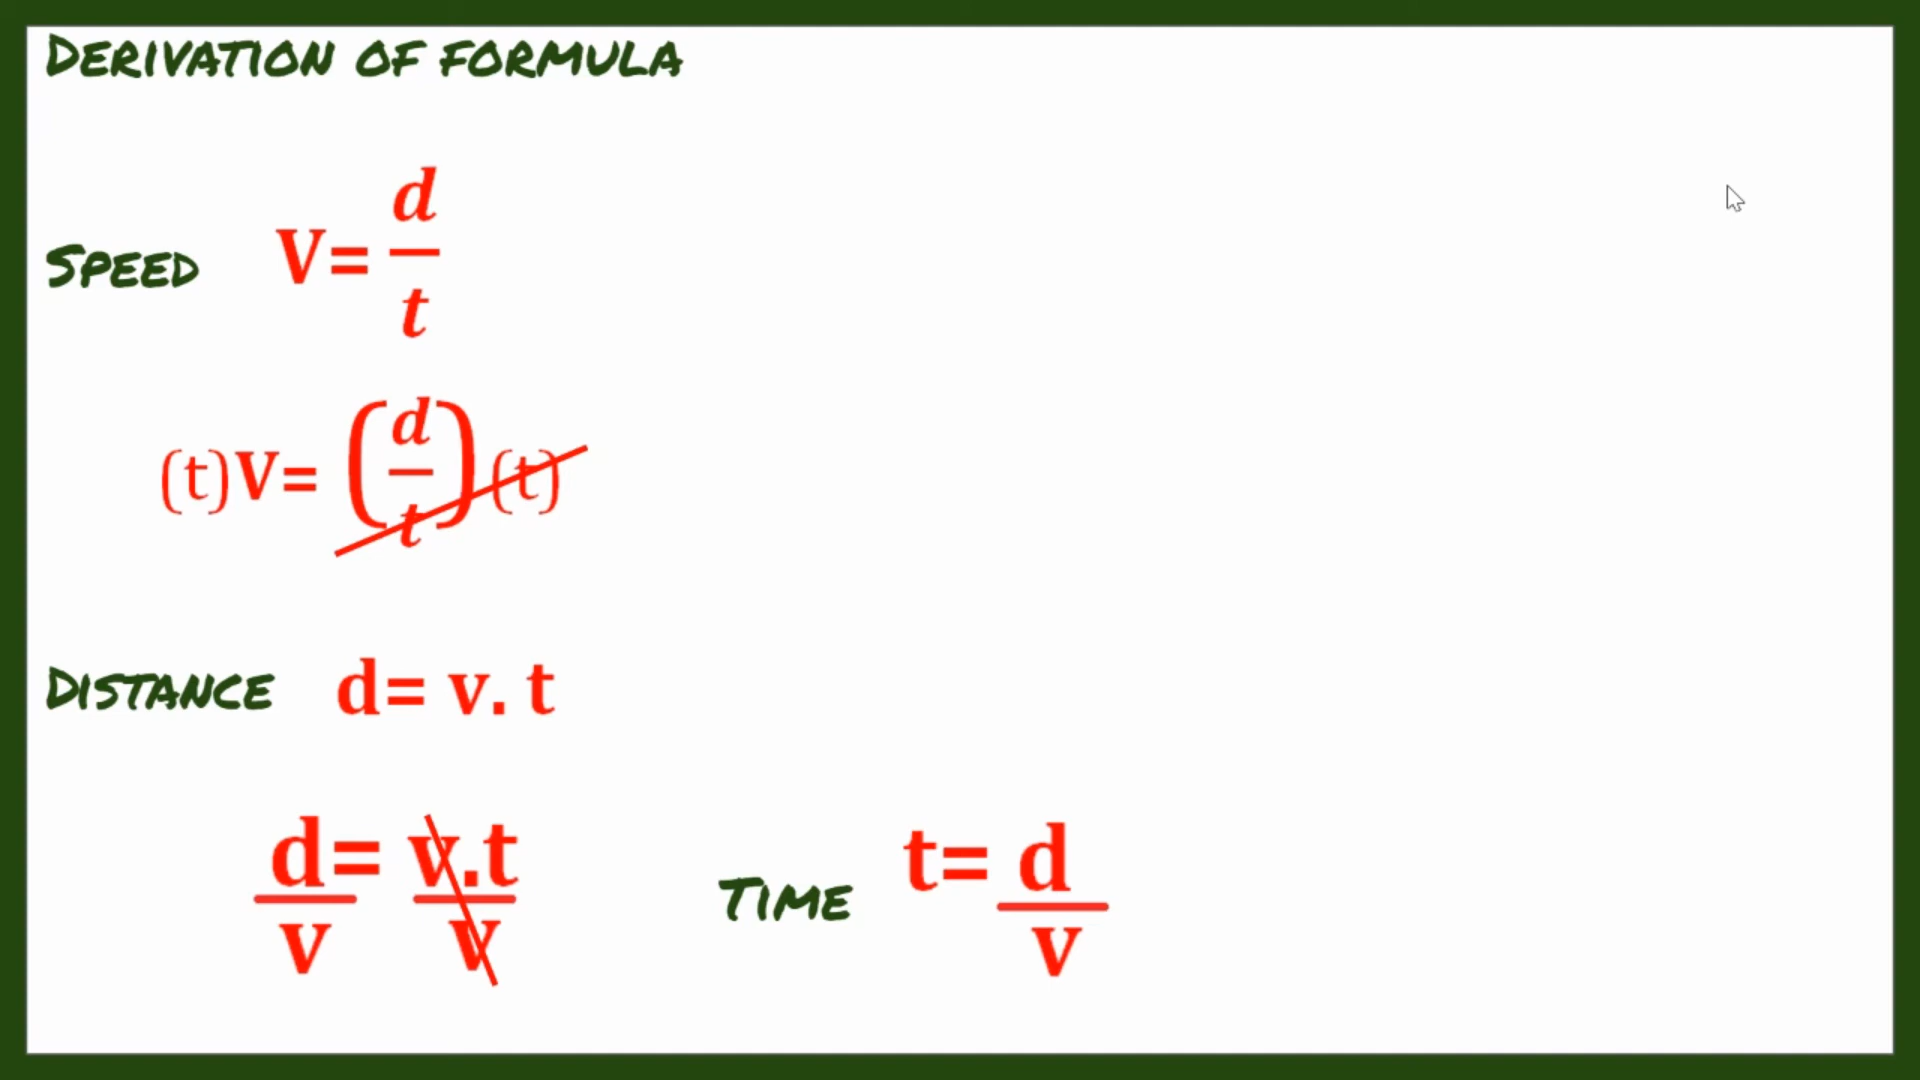 DERIVATION OF FORMULA
SPEED V= d/t
(t)V= (d/t)(t)
DISTANCE d= v. t
d/v= v.t/v
TIME t= d/v